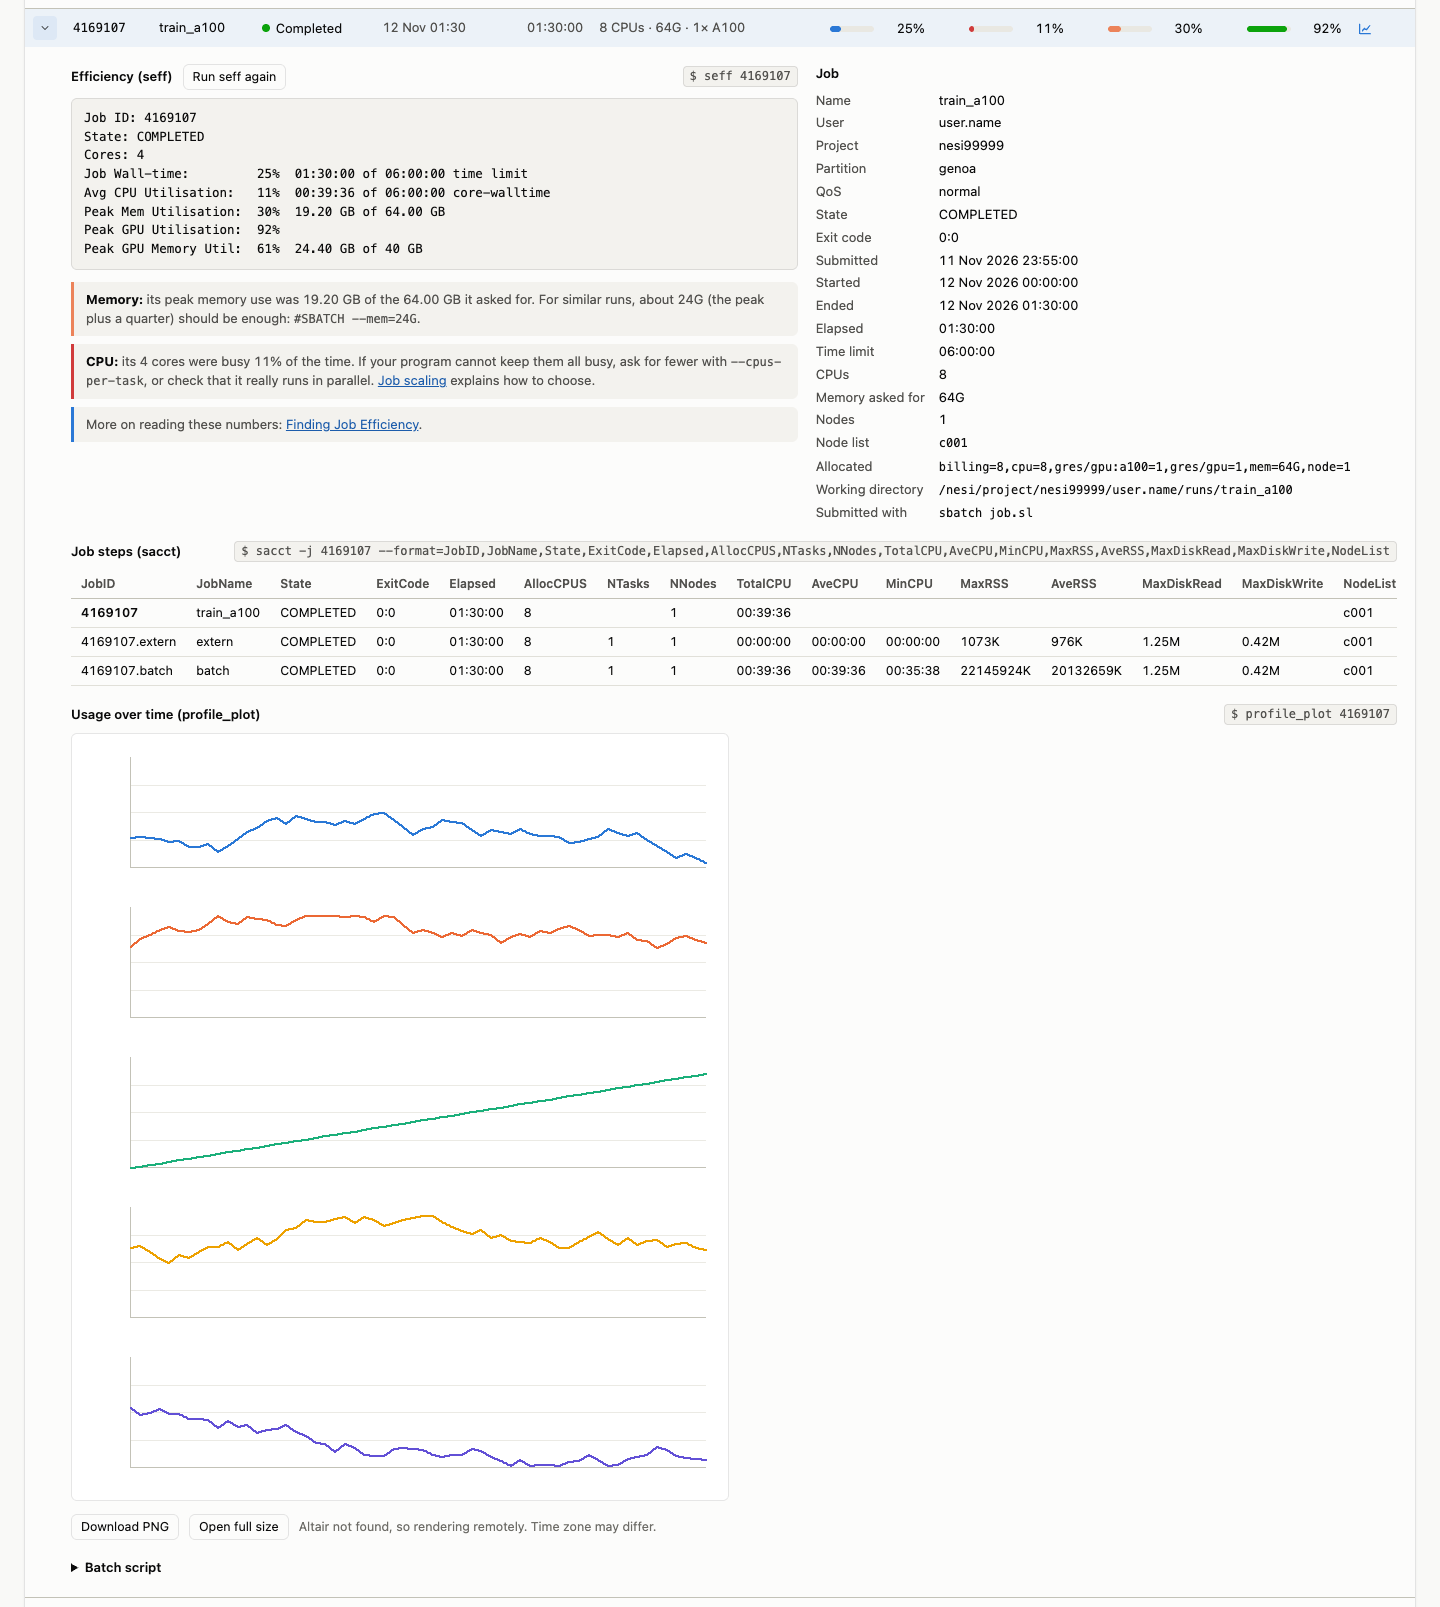 4169107 train_a100 Completed 12 Nov 01:30 01:30:00 8 CPUs · 64G · 1× A100 25% 11% 30% 92%
Efficiency (seff) Run seff again $ seff 4169107
Job ID: 4169107
State: COMPLETED
Cores: 4
Job Wall-time: 25% 01:30:00 of 06:00:00 time limit
Avg CPU Utilisation: 11% 00:39:36 of 06:00:00 core-walltime
Peak Mem Utilisation: 30% 19.20 GB of 64.00 GB
Peak GPU Utilisation: 92%
Peak GPU Memory Util: 61% 24.40 GB of 40 GB
Memory: its peak memory use was 19.20 GB of the 64.00 GB it asked for. For similar runs, about 24G (the peak
plus a quarter) should be enough: #SBATCH --mem=24G.
CPU: its 4 cores were busy 11% of the time. If your program cannot keep them all busy, ask for fewer with --cpus-
per-task, or check that it really runs in parallel. Job scaling explains how to choose.
More on reading these numbers: Finding Job Efficiency.
Job
Name train_a100
User user.name
Project nesi99999
Partition genoa
QoS normal
State COMPLETED
Exit code 0:0
Submitted 11 Nov 2026 23:55:00
Started 12 Nov 2026 00:00:00
Ended 12 Nov 2026 01:30:00
Elapsed 01:30:00
Time limit 06:00:00
CPUs 8
Memory asked for 64G
Nodes 1
Node list c001
Allocated billing=8,cpu=8,gres/gpu:a100=1,gres/gpu=1,mem=64G,node=1
Working directory /nesi/project/nesi99999/user.name/runs/train_a100
Submitted with sbatch job.sl
Job steps (sacct) $ sacct -j 4169107 --format=JobID,JobName,State,ExitCode,Elapsed,AllocCPUS,NTasks,NNodes,TotalCPU,AveCPU,MinCPU,MaxRSS,AveRSS,MaxDiskRead,MaxDiskWrite,NodeList
JobID JobName State ExitCode Elapsed AllocCPUS NTasks NNodes TotalCPU AveCPU MinCPU MaxRSS AveRSS MaxDiskRead MaxDiskWrite NodeList
4169107 train_a100 COMPLETED 0:0 01:30:00 8 1 00:39:36 c001
4169107.extern extern COMPLETED 0:0 01:30:00 8 1 1 00:00:00 00:00:00 00:00:00 1073K 976K 1.25M 0.42M c001
4169107.batch batch COMPLETED 0:0 01:30:00 8 1 1 00:39:36 00:39:36 00:35:38 22145924K 20132659K 1.25M 0.42M c001
Usage over time (profile_plot) $ profile_plot 4169107
Download PNG Open full size Altair not found, so rendering remotely. Time zone may differ.
Batch script